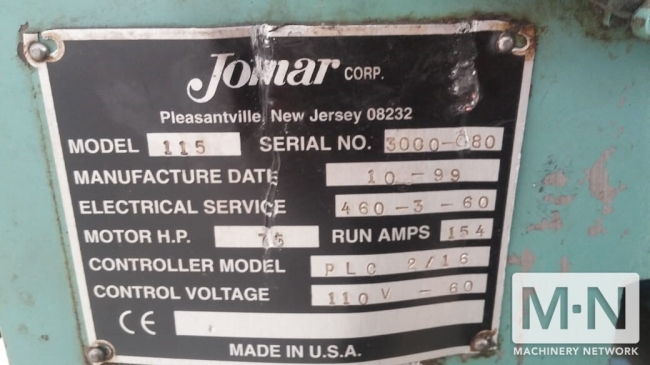 Jomar CORP.
Pleasantville, New Jersey 08232
MODEL 115 SERIAL NO. 3000-080
MANUFACTURE DATE 10-99
ELECTRICAL SERVICE 460-3-60
MOTOR H.P. 75 RUN AMPS 154
CONTROLLER MODEL PLC 2/16
CONTROL VOLTAGE 110V-60
CE
MADE IN U.S.A.
M·N
MACHINERY NETWORK